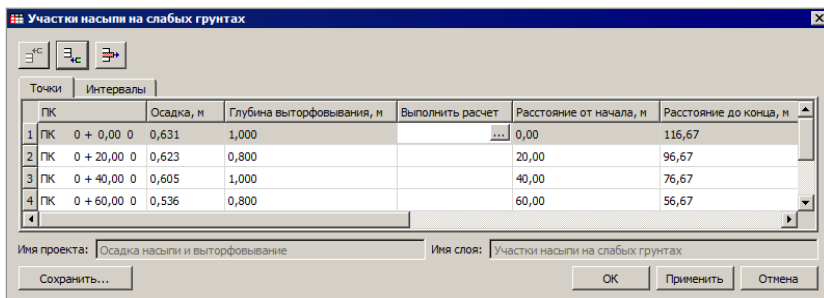 Участки насыпи на слабых грунтах
Точки Интервалы
ПК Осадка, м Глубина выторфовывания, м Выполнить расчет Расстояние от начала, м Расстояние до конца, м
1 ПК 0 + 0,00 0 0,631 1,000 ... 0,00 116,67
2 ПК 0 + 20,00 0 0,623 0,800 20,00 96,67
3 ПК 0 + 40,00 0 0,605 1,000 40,00 76,67
4 ПК 0 + 60,00 0 0,536 0,800 60,00 56,67
Имя проекта: Осадка насыпи и выторфовывание Имя слоя: Участки насыпи на слабых грунтах
Сохранить... ОК Применить Отмена